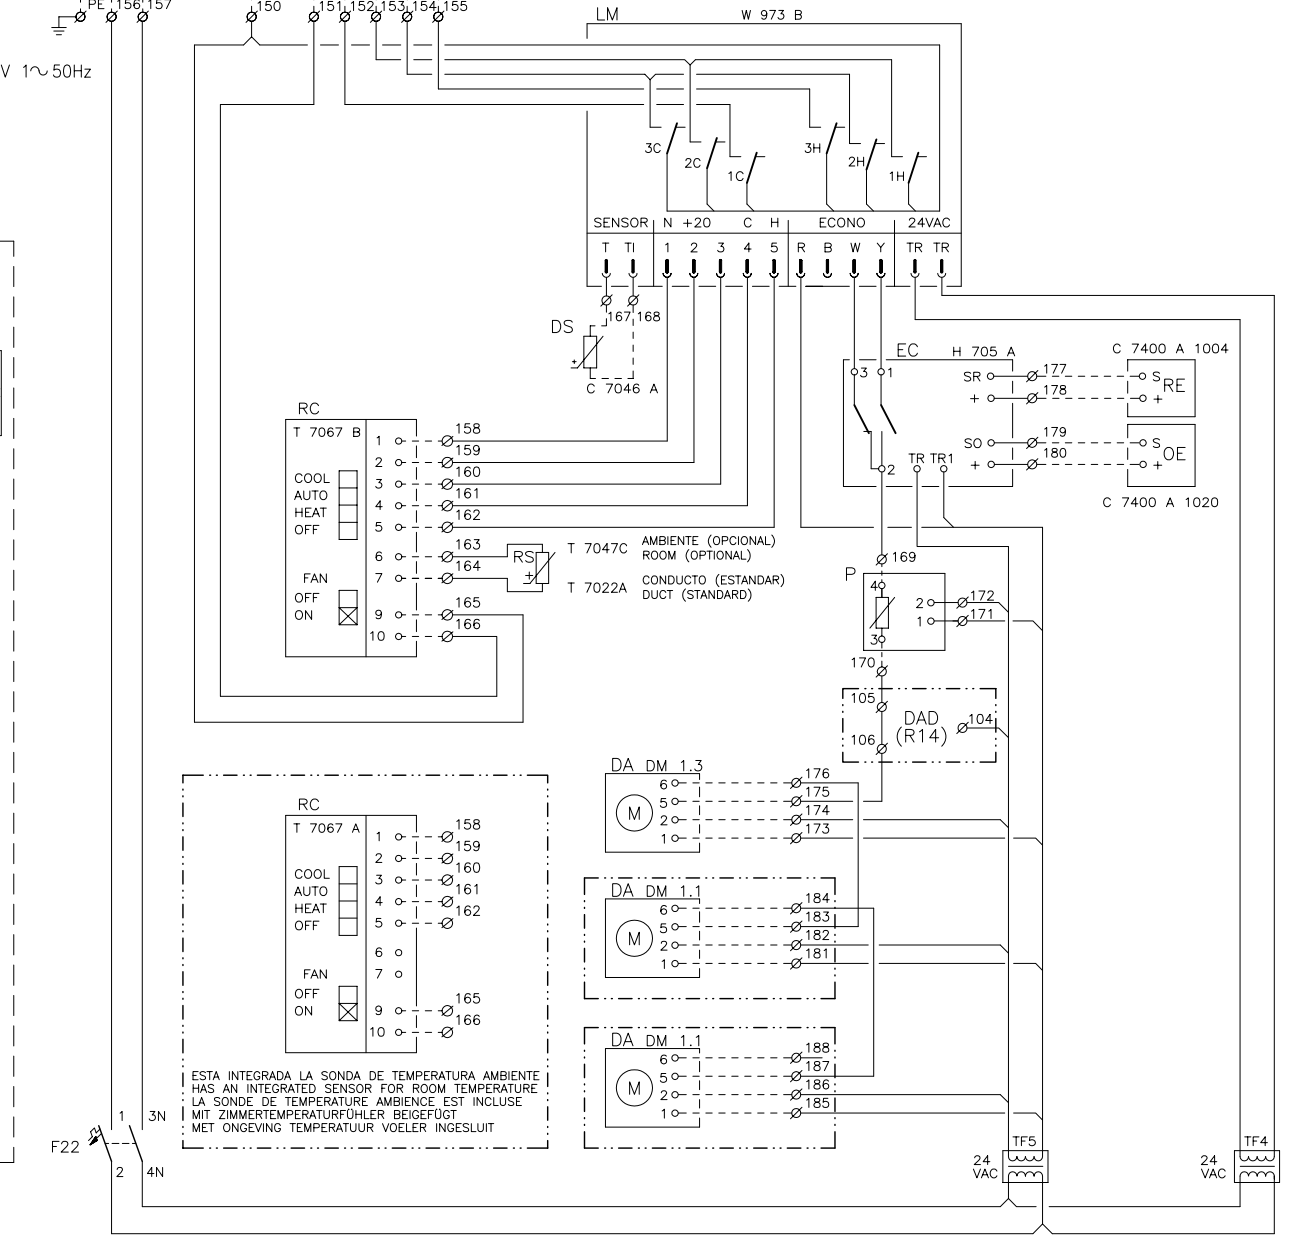 PE 156 157 150 151 152 153 154 155
V 1~50Hz
LM W 973 B
3C 2C 1C 3H 2H 1H
SENSOR N +20 C H ECONO 24VAC
T TI 1 2 3 4 5 R B W Y TR TR
167 168
DS
C 7046 A
EC H 705 A
3 1
SR 177
+ 178
SO 179
+ 180
TR TR1
2
C 7400 A 1004
S RE
+
S OE
+
C 7400 A 1020
RC
T 7067 B
COOL
AUTO
HEAT
OFF
FAN
OFF
ON
1 158
2 159
3 160
4 161
5 162
6 163
7 164
9 165
10 166
RS
T 7047C AMBIENTE (OPCIONAL)
ROOM (OPTIONAL)
T 7022A CONDUCTO (ESTANDAR)
DUCT (STANDARD)
169
P
4
2 172
1 171
3
170
105
DAD
(R14)
104
106
DA DM 1.3
M
6 176
5 175
2 174
1 173
DA DM 1.1
M
6 184
5 183
2 182
1 181
DA DM 1.1
M
6 188
5 187
2 186
1 185
RC
T 7067 A
COOL
AUTO
HEAT
OFF
FAN
OFF
ON
1 158
2 159
3 160
4 161
5 162
6
7
9 165
10 166
ESTA INTEGRADA LA SONDA DE TEMPERATURA AMBIENTE
HAS AN INTEGRATED SENSOR FOR ROOM TEMPERATURE
LA SONDE DE TEMPERATURE AMBIENCE EST INCLUSE
MIT ZIMMERTEMPERATURFÜHLER BEIGEFÜGT
MET ONGEVING TEMPERATUUR VOELER INGESLUIT
1 3N
F22
2 4N
TF5
24
VAC
TF4
24
VAC